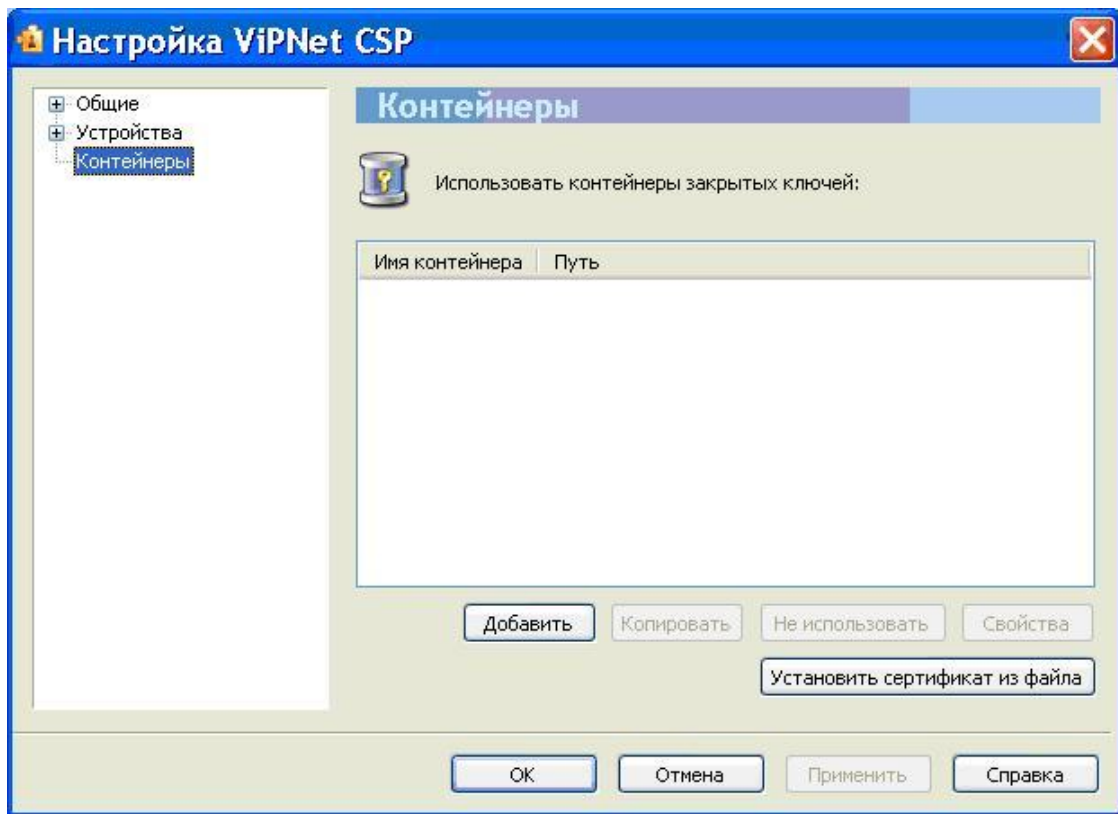 Настройка ViPNet CSP
Общие
Устройства
Контейнеры
Контейнеры
Использовать контейнеры закрытых ключей:
Имя контейнера Путь
Добавить Копировать Не использовать Свойства
Установить сертификат из файла
ОК Отмена Применить Справка